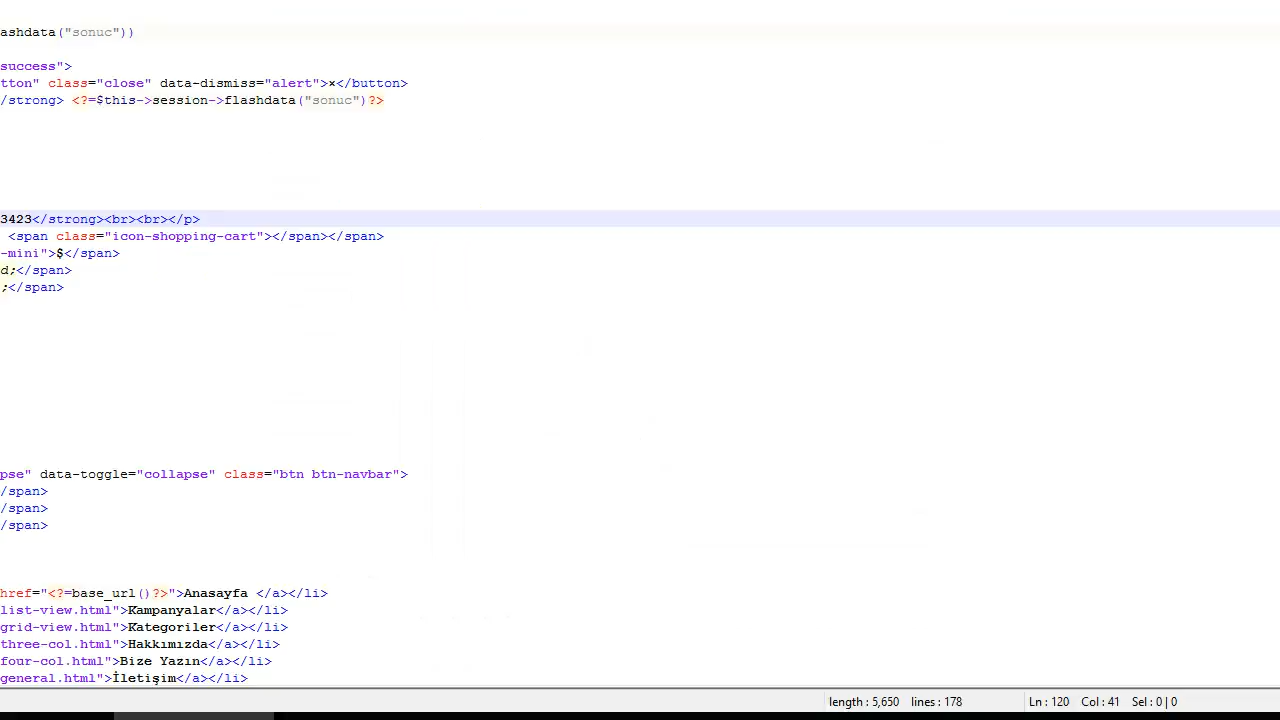 ashdata("sonuc"))
success">
tton" class="close" data-dismiss="alert">×</button>
/strong> <?=$this->session->flashdata("sonuc")?>
3423</strong><br><br></p>
<span class="icon-shopping-cart"></span></span>
-mini">$</span>
d;</span>
;</span>
pse" data-toggle="collapse" class="btn btn-navbar">
/span>
/span>
/span>
href="<?=base_url()?>">Anasayfa </a></li>
list-view.html">Kampanyalar</a></li>
grid-view.html">Kategoriler</a></li>
three-col.html">Hakkımızda</a></li>
four-col.html">Bize Yazın</a></li>
general.html">İletişim</a></li>
length : 5,650 lines : 178 Ln : 120 Col : 41 Sel : 0 | 0